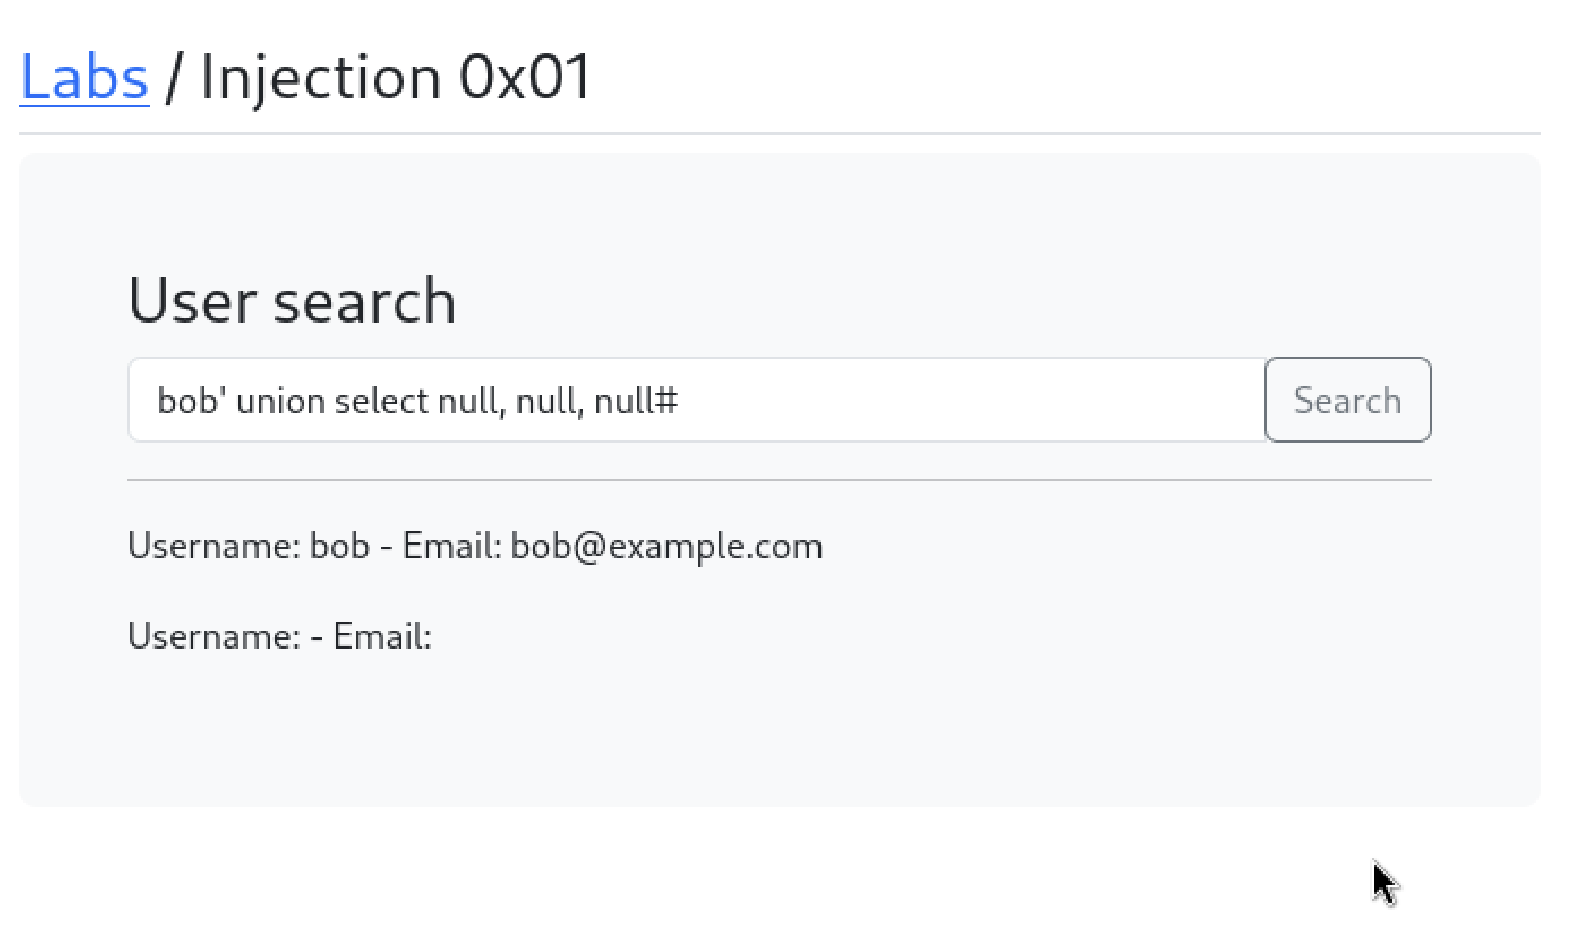 Labs / Injection 0x01
User search
bob' union select null, null, null#
Search
Username: bob - Email: bob@example.com
Username: - Email: